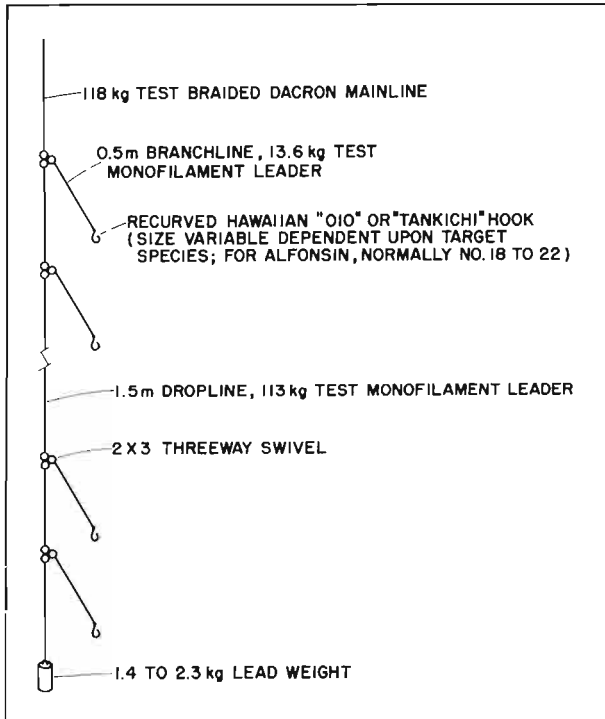 118 kg TEST BRAIDED DACRON MAINLINE
0.5m BRANCHLINE, 13.6 kg TEST
MONOFILAMENT LEADER
RECURVED HAWAIIAN "010" OR "TANKICHI" HOOK
(SIZE VARIABLE DEPENDENT UPON TARGET
SPECIES; FOR ALFONSIN, NORMALLY NO. 18 TO 22)
1.5m DROPLINE, 113 kg TEST MONOFILAMENT LEADER
2 X 3 THREEWAY SWIVEL
1.4 TO 2.3 kg LEAD WEIGHT